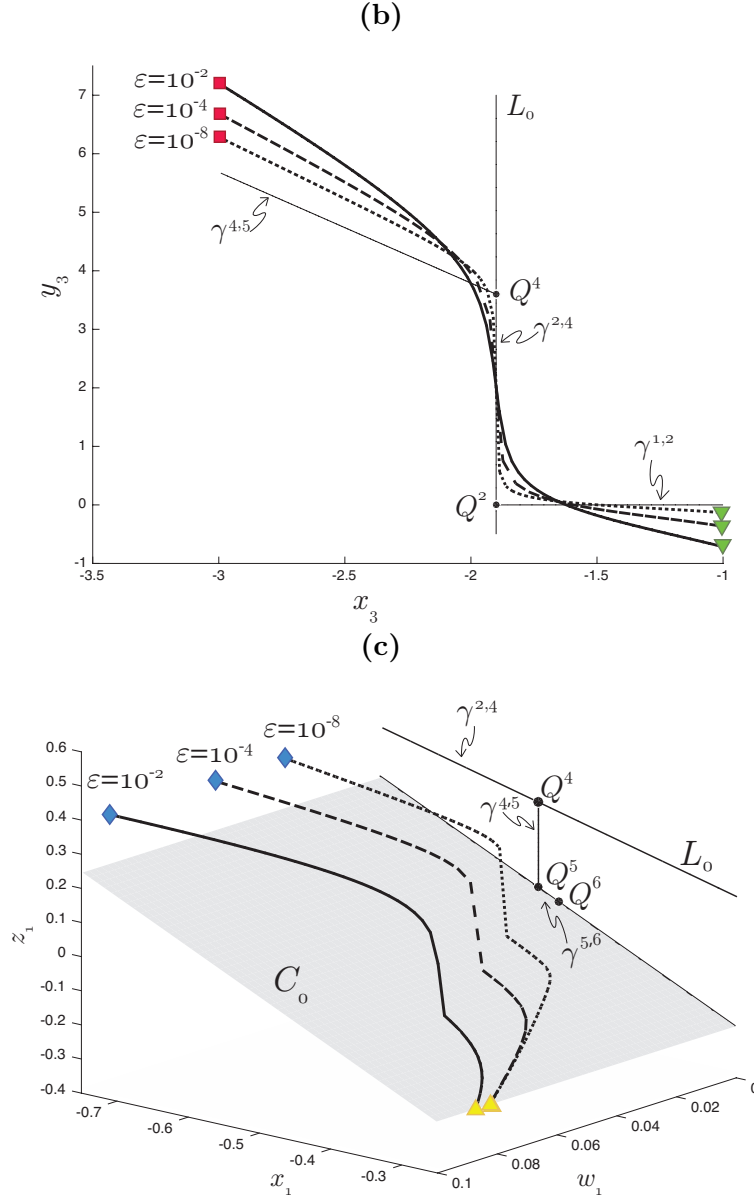 (b)
ε=10⁻²
ε=10⁻⁴
ε=10⁻⁸
7
6
5
4
3
2
1
0
-1
y₃
L₀
γ⁴,⁵
Q⁴
γ²,⁴
γ¹,²
Q²
-3.5
-3
-2.5
-2
-1.5
-1
x₃
(c)
γ²,⁴
ε=10⁻⁸
ε=10⁻⁴
ε=10⁻²
Q⁴
γ⁴,⁵
L₀
Q⁵
Q⁶
γ⁵,⁶
C₀
0.6
0.5
0.4
0.3
0.2
0.1
0
-0.1
-0.2
-0.3
-0.4
z₁
-0.7
-0.6
-0.5
-0.4
-0.3
x₁
0.1
0.08
0.06
0.04
0.02
0
w₁